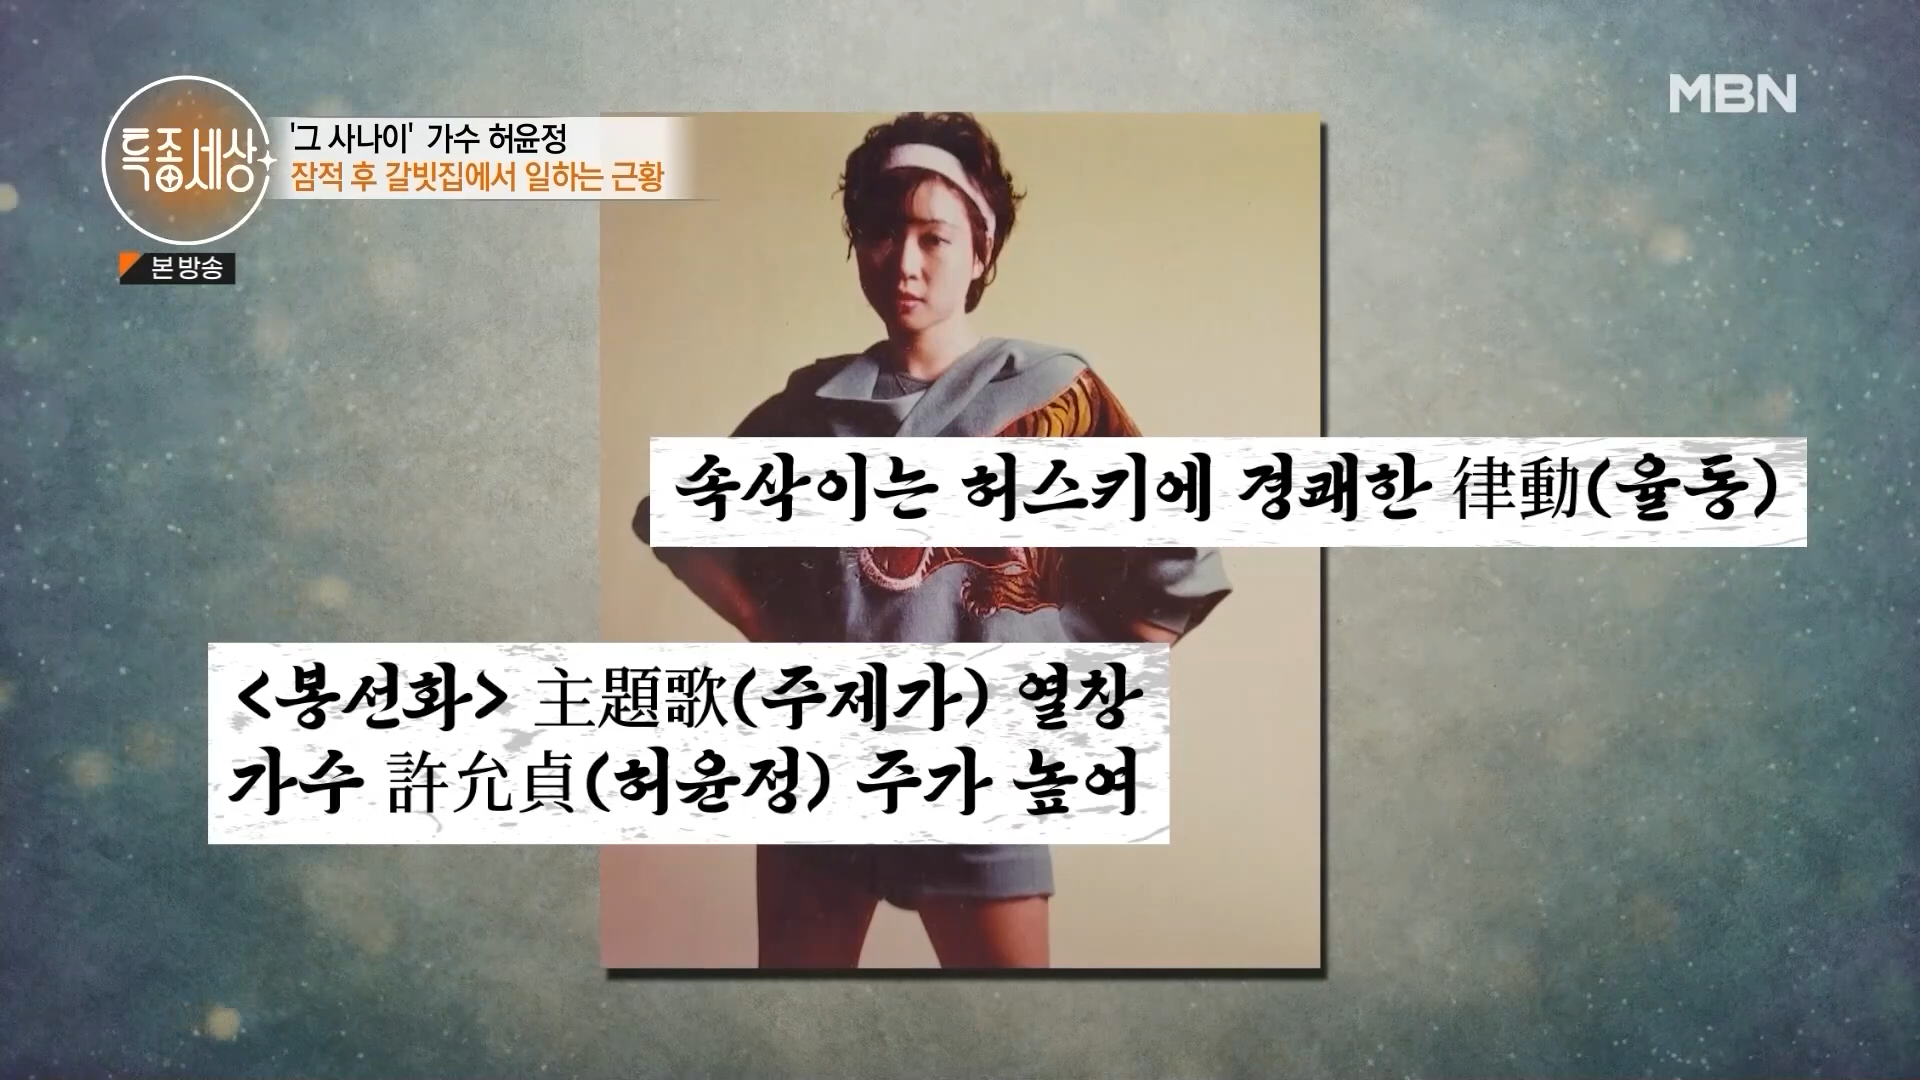 특종세상
'그 사나이' 가수 허윤정
잠적 후 갈빗집에서 일하는 근황
본 방송
MBN
속삭이는 허스키에 경쾌한 律動(율동)
<봉선화> 主題歌(주제가) 열창
가수 許允貞(허윤정) 주가 높여